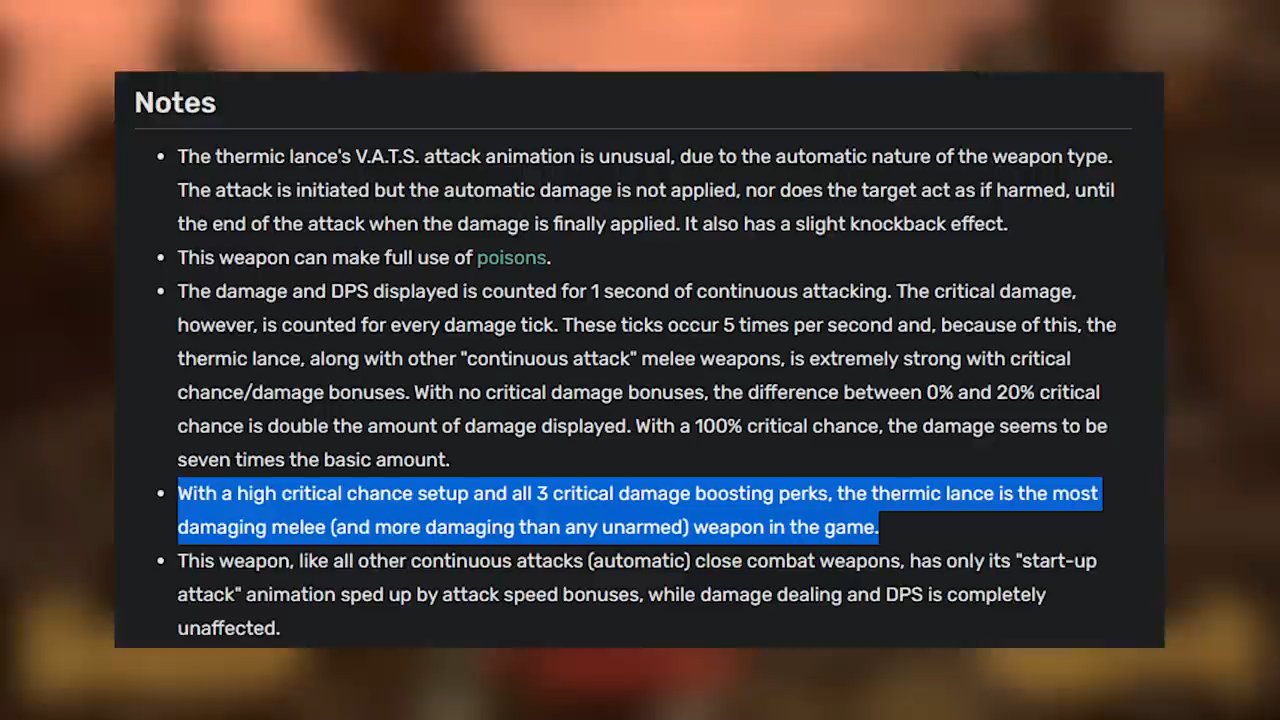 Notes
The thermic lance's V.A.T.S. attack animation is unusual, due to the automatic nature of the weapon type.
The attack is initiated but the automatic damage is not applied, nor does the target act as if harmed, until
the end of the attack when the damage is finally applied. It also has a slight knockback effect.
This weapon can make full use of poisons.
The damage and DPS displayed is counted for 1 second of continuous attacking. The critical damage,
however, is counted for every damage tick. These ticks occur 5 times per second and, because of this, the
thermic lance, along with other "continuous attack" melee weapons, is extremely strong with critical
chance/damage bonuses. With no critical damage bonuses, the difference between 0% and 20% critical
chance is double the amount of damage displayed. With a 100% critical chance, the damage seems to be
seven times the basic amount.
With a high critical chance setup and all 3 critical damage boosting perks, the thermic lance is the most
damaging melee (and more damaging than any unarmed) weapon in the game.
This weapon, like all other continuous attacks (automatic) close combat weapons, has only its "start-up
attack" animation sped up by attack speed bonuses, while damage dealing and DPS is completely
unaffected.